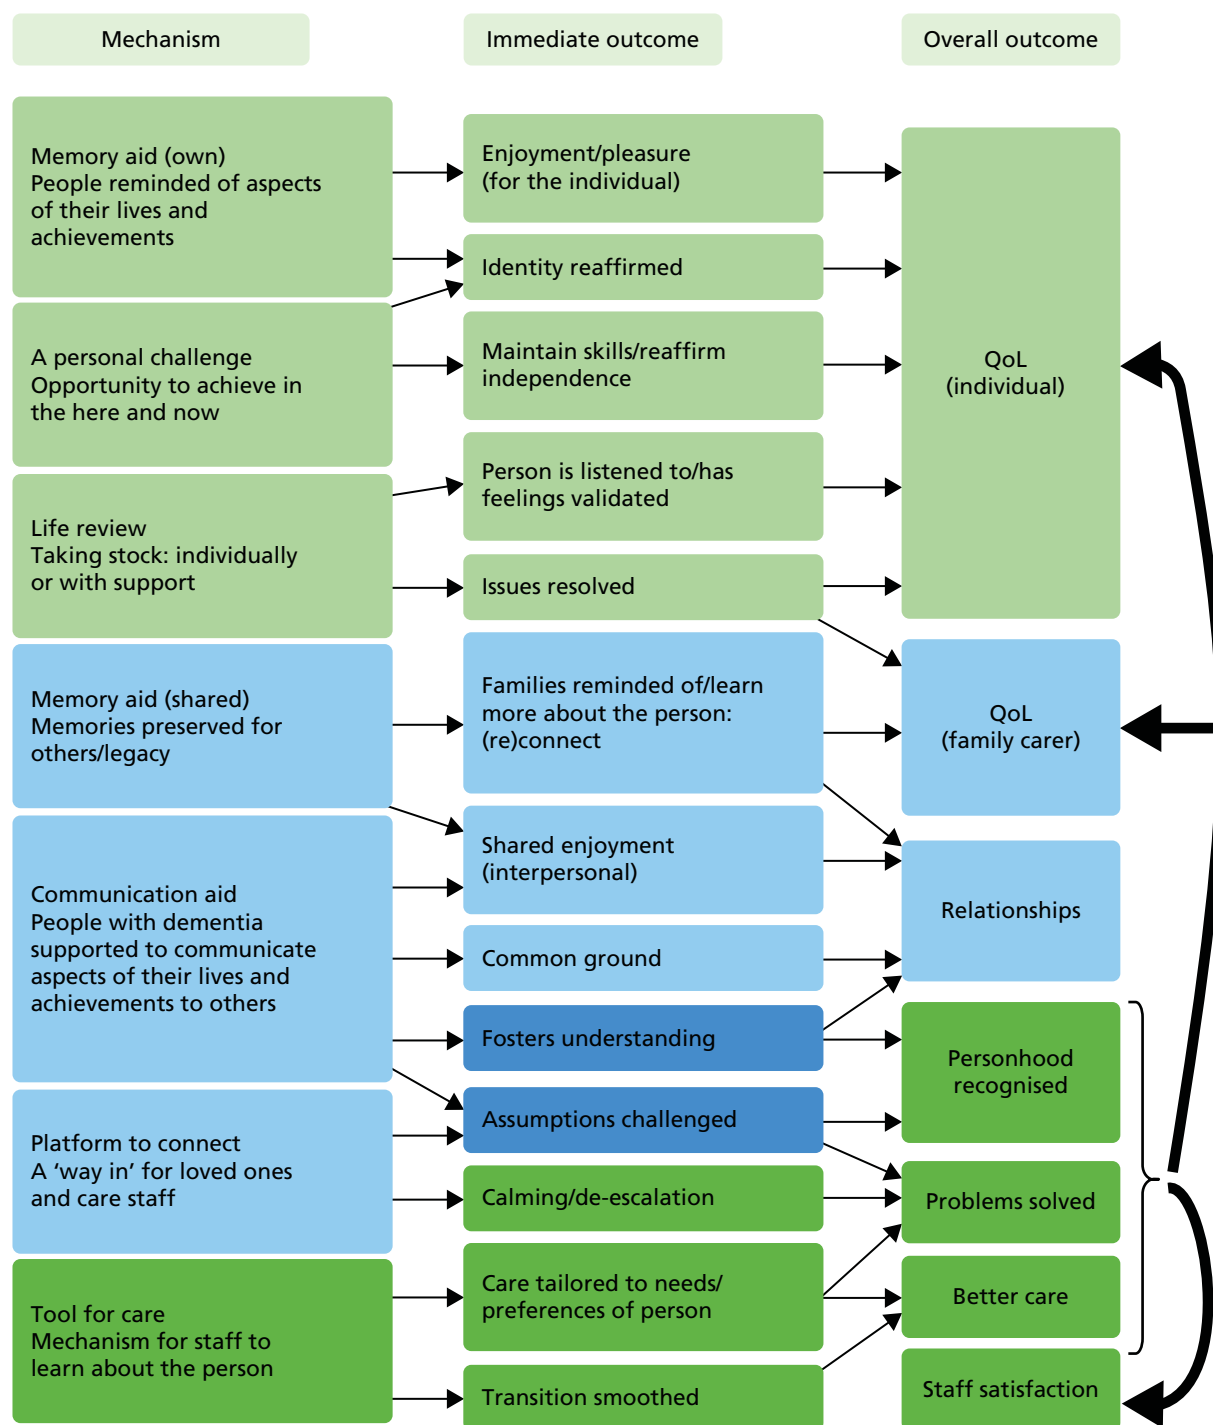 Mechanism
Immediate outcome
Overall outcome
Memory aid (own)
People reminded of aspects
of their lives and
achievements
A personal challenge
Opportunity to achieve in
the here and now
Life review
Taking stock: individually
or with support
Memory aid (shared)
Memories preserved for
others/legacy
Communication aid
People with dementia
supported to communicate
aspects of their lives and
achievements to others
Platform to connect
A ‘way in’ for loved ones
and care staff
Tool for care
Mechanism for staff to
learn about the person
Enjoyment/pleasure
(for the individual)
Identity reaffirmed
Maintain skills/reaffirm
independence
Person is listened to/has
feelings validated
Issues resolved
Families reminded of/learn
more about the person:
(re)connect
Shared enjoyment
(interpersonal)
Common ground
Fosters understanding
Assumptions challenged
Calming/de-escalation
Care tailored to needs/
preferences of person
Transition smoothed
QoL
(individual)
QoL
(family carer)
Relationships
Personhood
recognised
Problems solved
Better care
Staff satisfaction